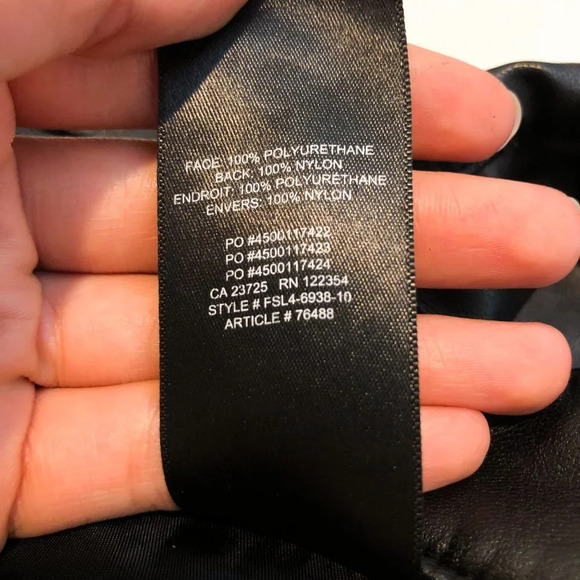 FACE: 100% POLYURETHANE
BACK: 100% NYLON
ENDROIT: 100% POLYURETHANE
ENVERS: 100% NYLON
PO #4500117422
PO #4500117423
PO #4500117424
CA 23725 RN 122354
STYLE # FSL4-6938-10
ARTICLE # 76488